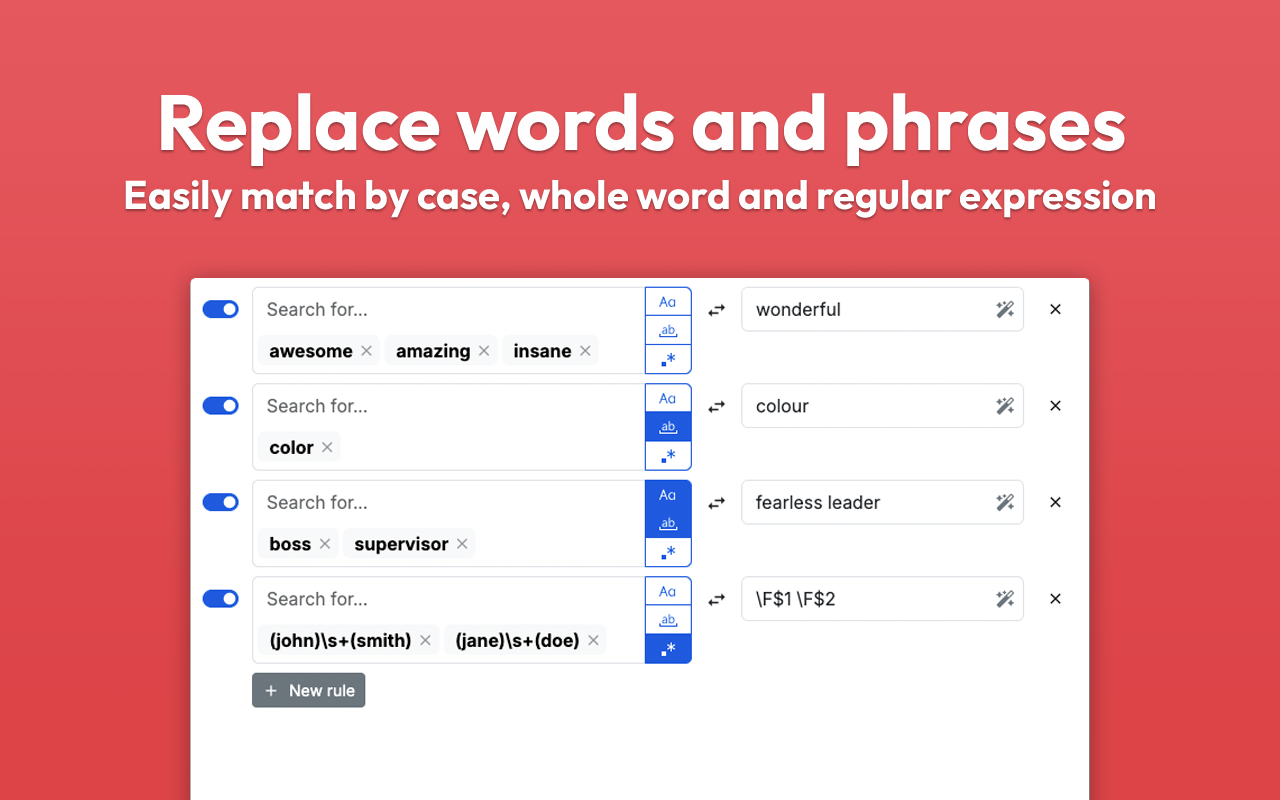 Replace words and phrases
Easily match by case, whole word and regular expression
Search for... Aa wonderful
ab
awesome amazing insane .*
Search for... Aa colour
ab
color .*
Search for... Aa fearless leader
ab
boss supervisor .*
Search for... Aa \F$1 \F$2
ab
(john)\s+(smith) (jane)\s+(doe) .*
+ New rule